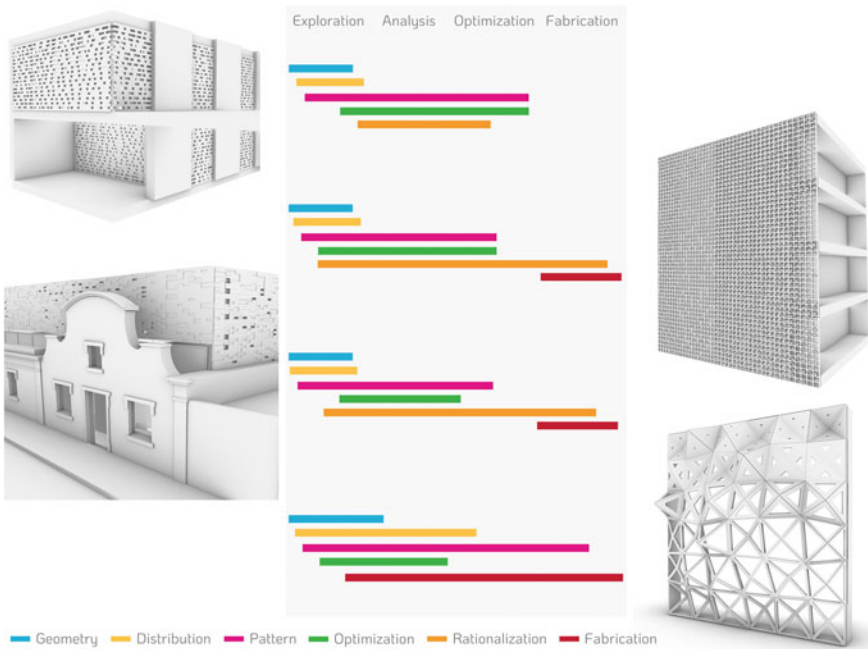 Exploration Analysis Optimization Fabrication
Geometry Distribution Pattern Optimization Rationalization Fabrication